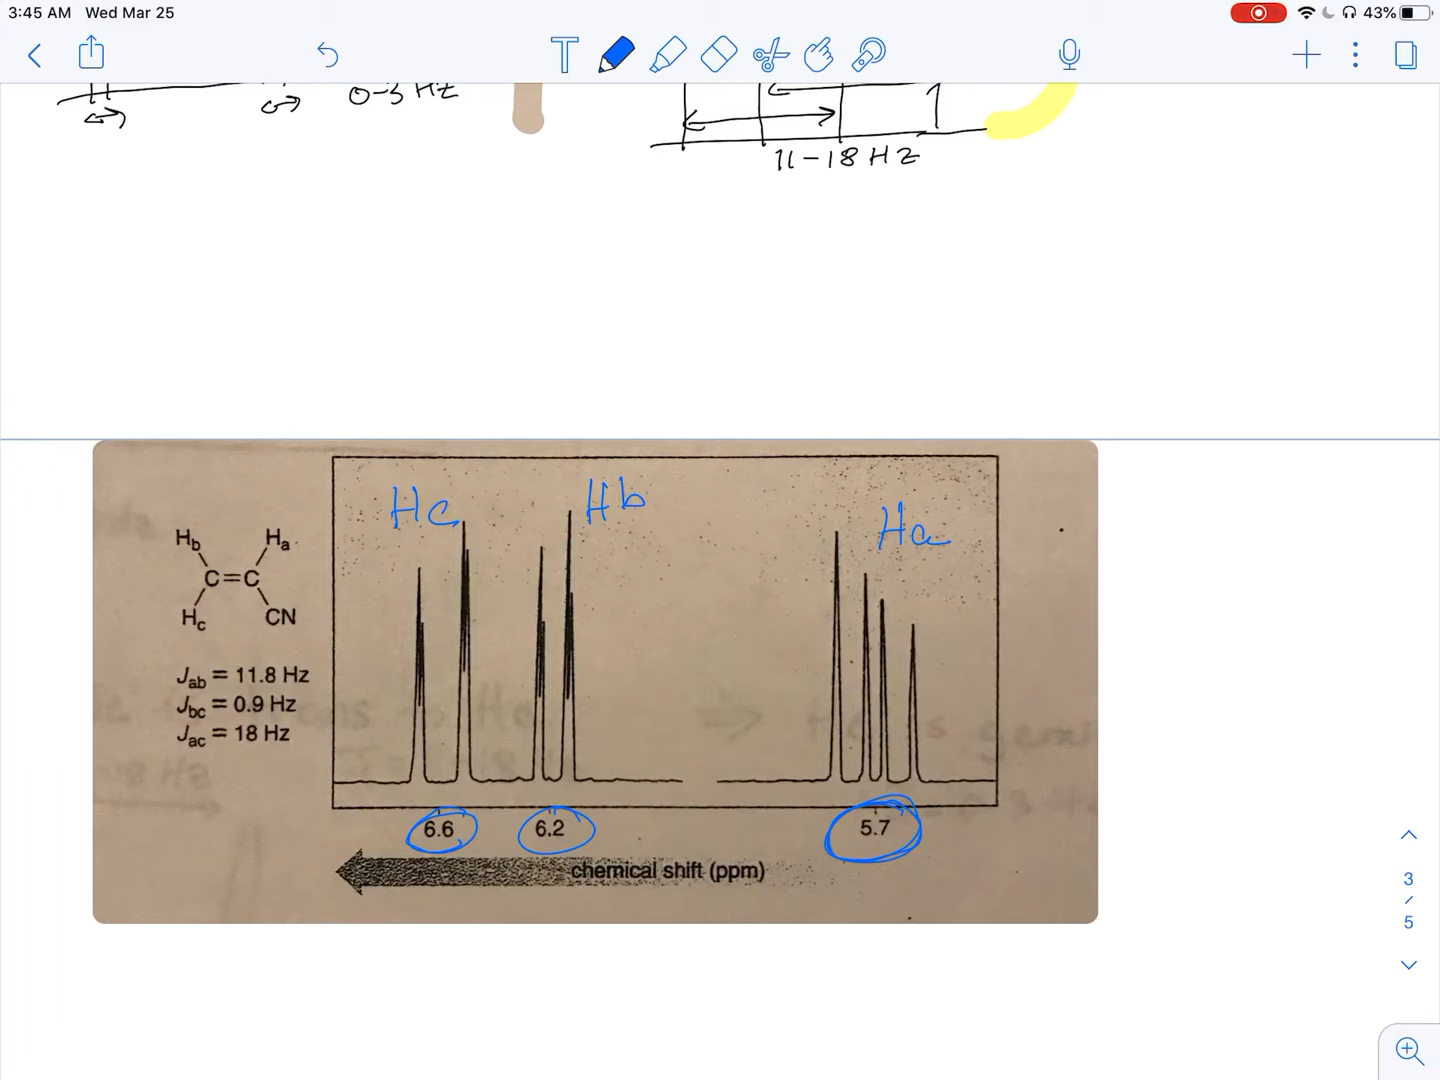 3:45 AM Wed Mar 25
43%
T
0-3 Hz
11-18 Hz
Hc
Hb
Ha
Hb Ha
C=C
Hc CN
Jab = 11.8 Hz
Jbc = 0.9 Hz
Jac = 18 Hz
6.6 6.2 5.7
chemical shift (ppm)
3
/
5